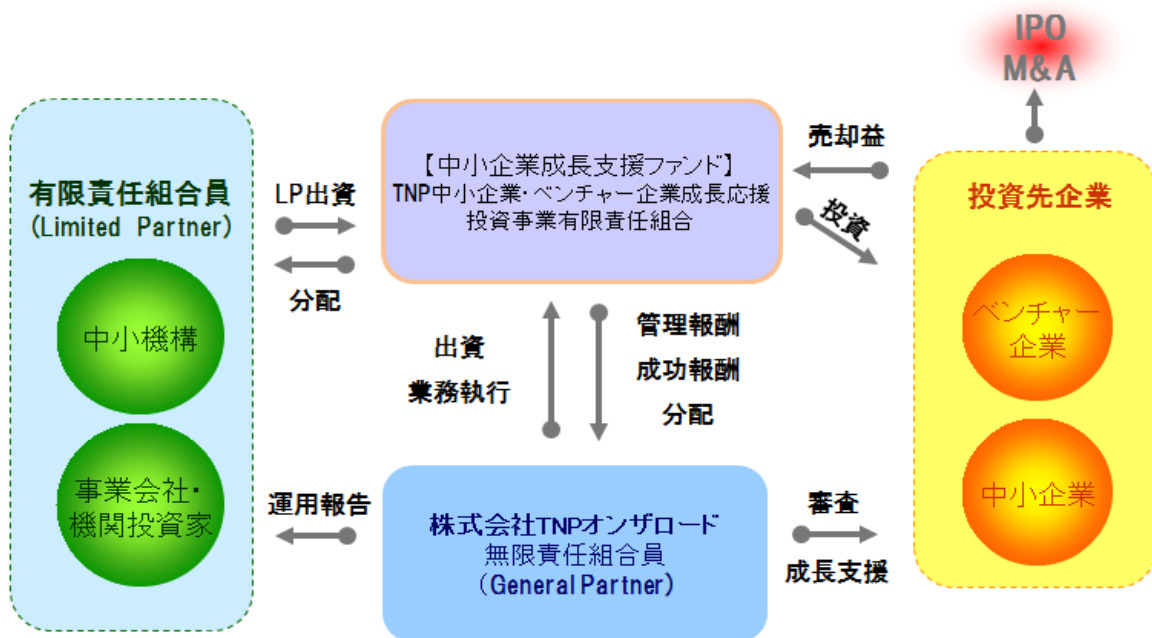 IPO
M&A
有限責任組合員
(Limited Partner)
中小機構
事業会社・
機関投資家
LP出資
分配
【中小企業成長支援ファンド】
TNP中小企業・ベンチャー企業成長応援
投資事業有限責任組合
売却益
投資
投資先企業
ベンチャー
企業
中小企業
出資
業務執行
管理報酬
成功報酬
分配
運用報告
株式会社TNPオンザロード
無限責任組合員
(General Partner)
審査
成長支援